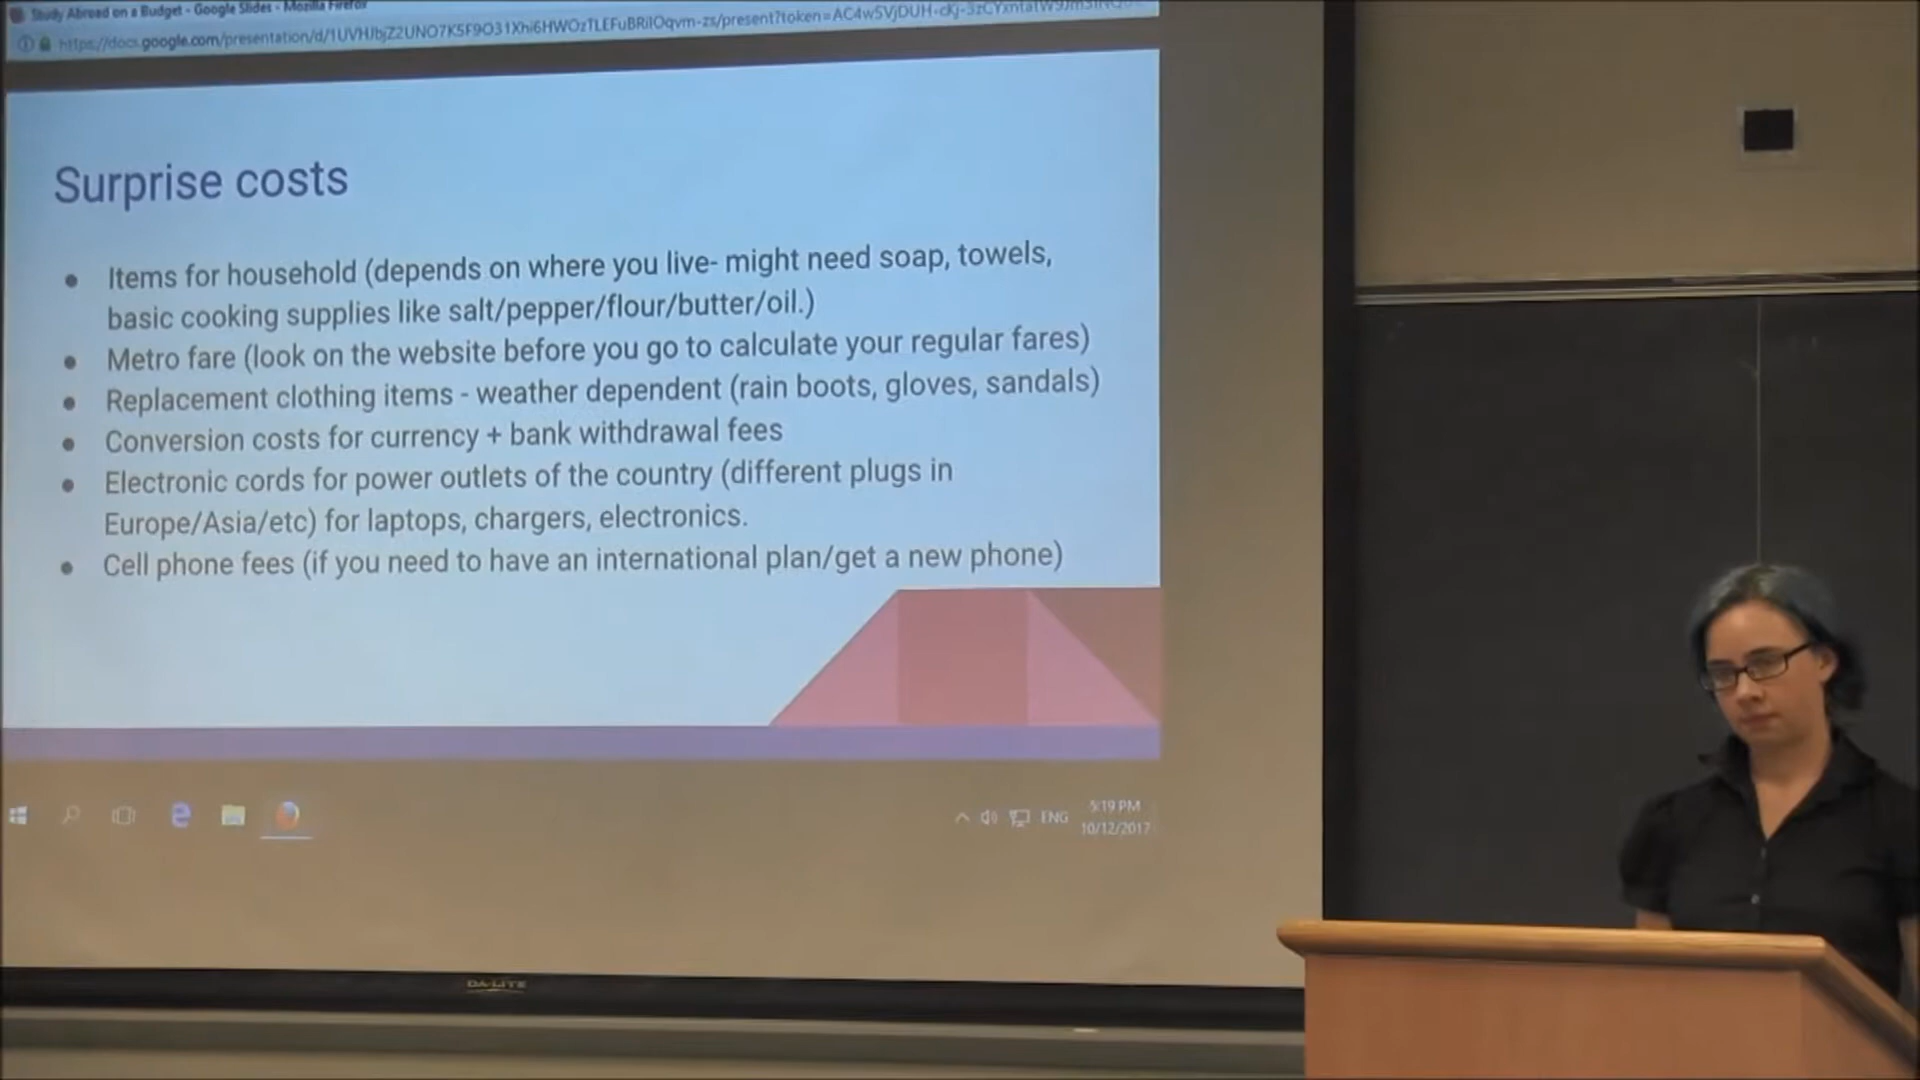 Study Abroad on a Budget - Google Slides - Mozilla Firefox
Surprise costs
Items for household (depends on where you live- might need soap, towels,
basic cooking supplies like salt/pepper/flour/butter/oil.)
Metro fare (look on the website before you go to calculate your regular fares)
Replacement clothing items - weather dependent (rain boots, gloves, sandals)
Conversion costs for currency + bank withdrawal fees
Electronic cords for power outlets of the country (different plugs in
Europe/Asia/etc) for laptops, chargers, electronics.
Cell phone fees (if you need to have an international plan/get a new phone)
ENG
5:19 PM
10/12/2017
DA-LITE